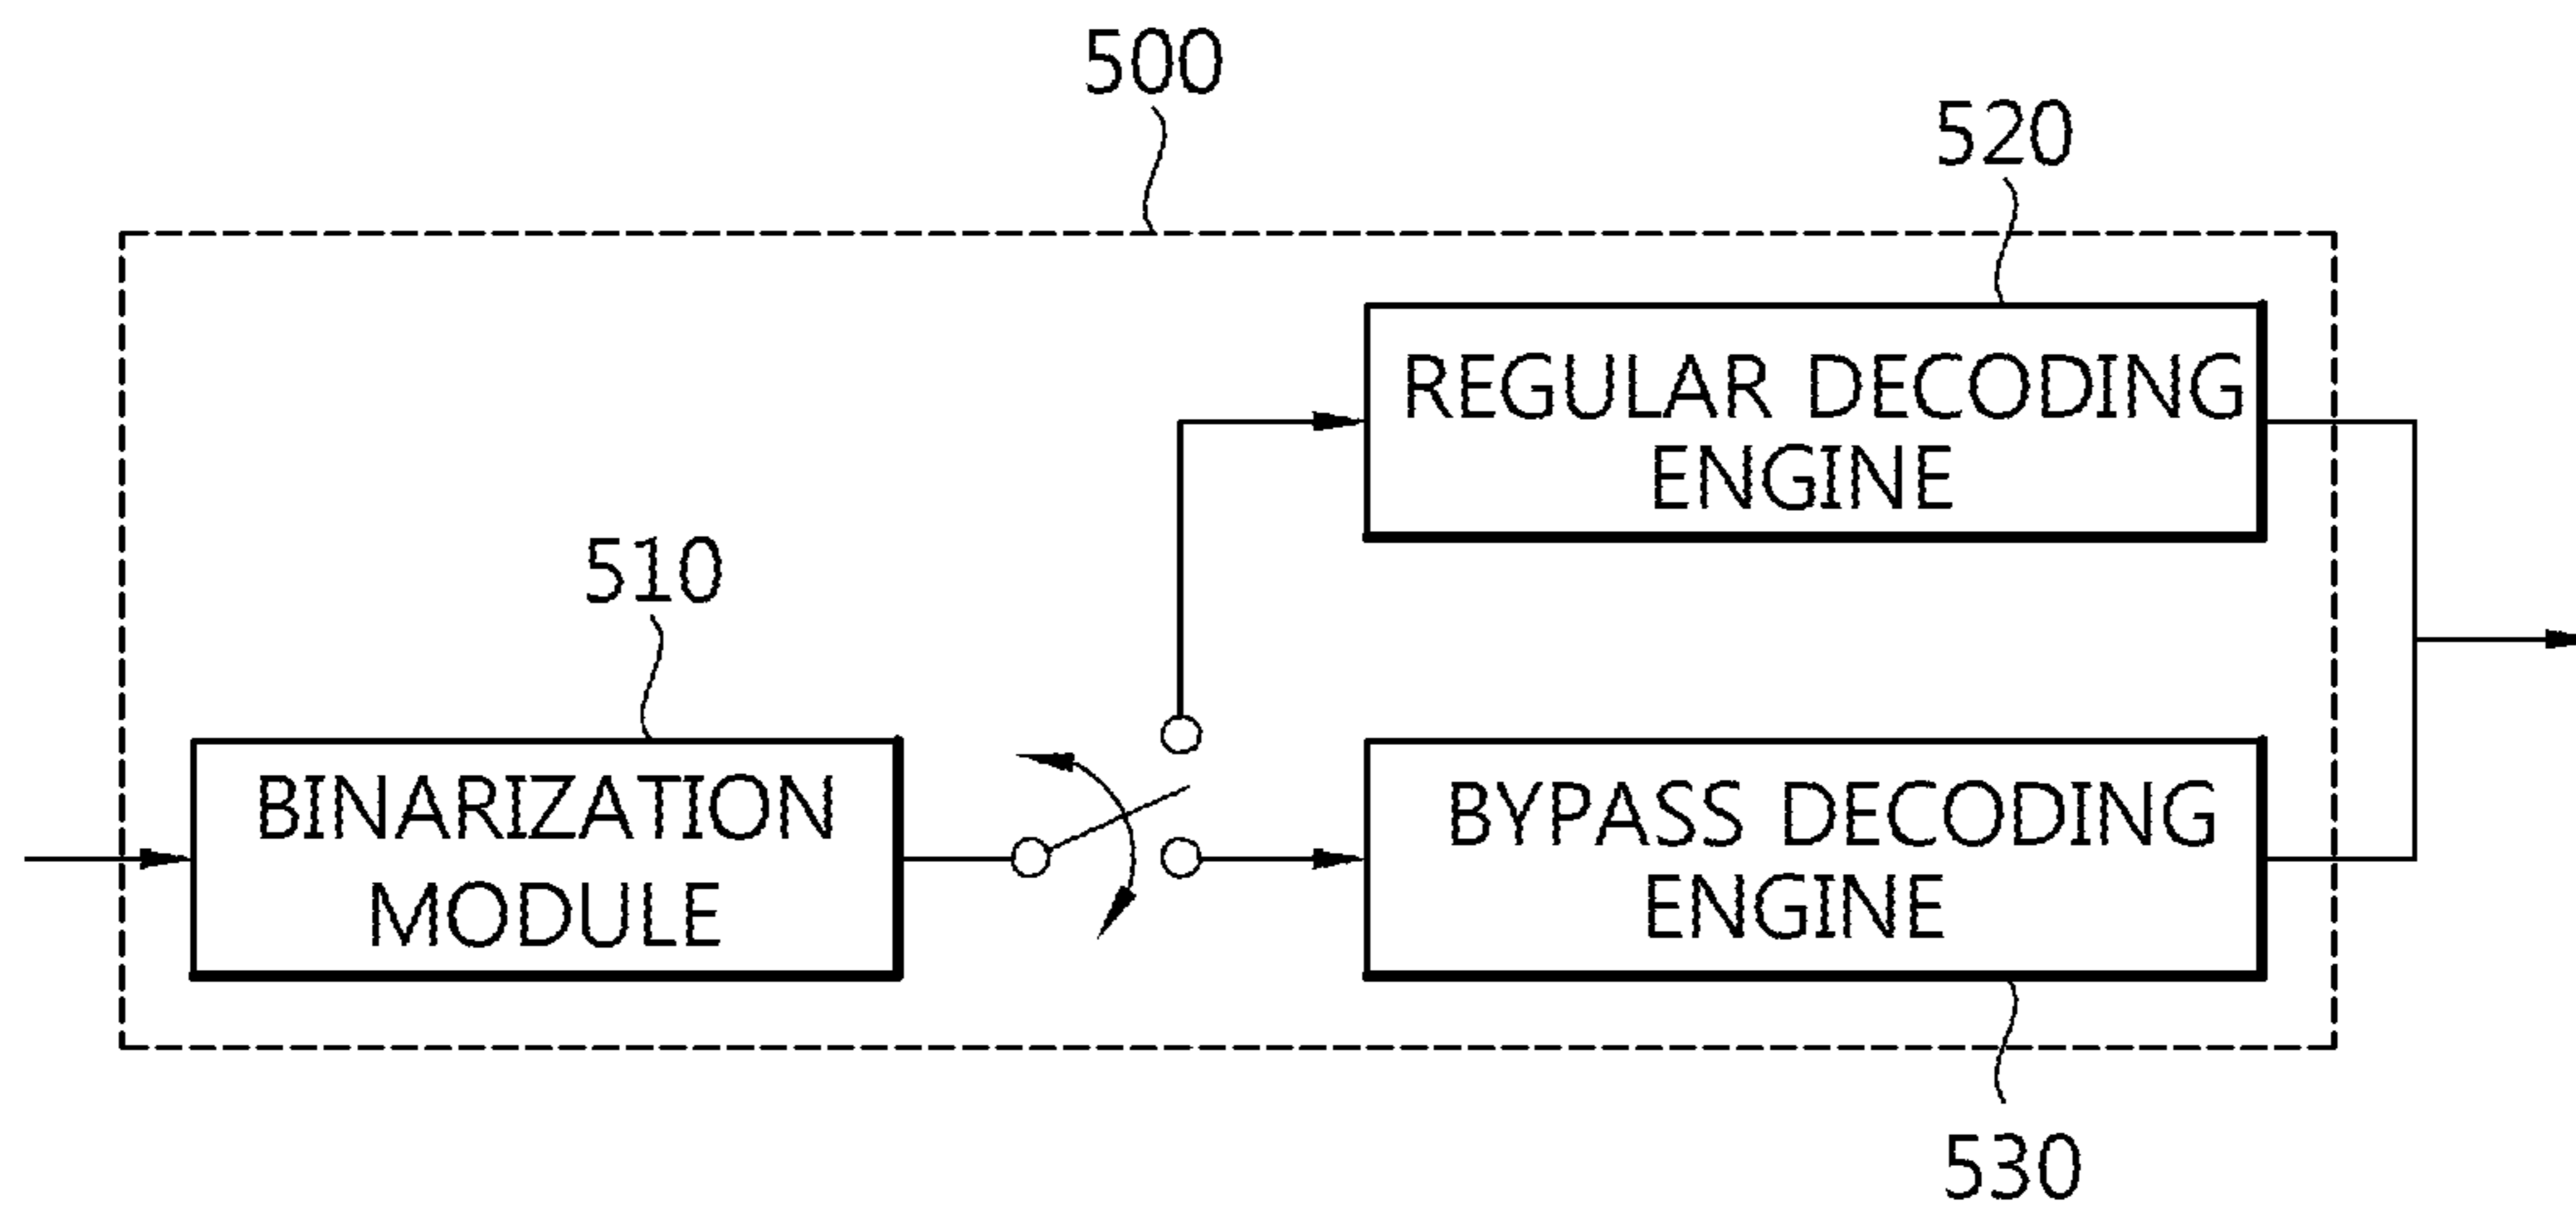 500
520
REGULAR DECODING
ENGINE
510
BINARIZATION
MODULE
BYPASS DECODING
ENGINE
530